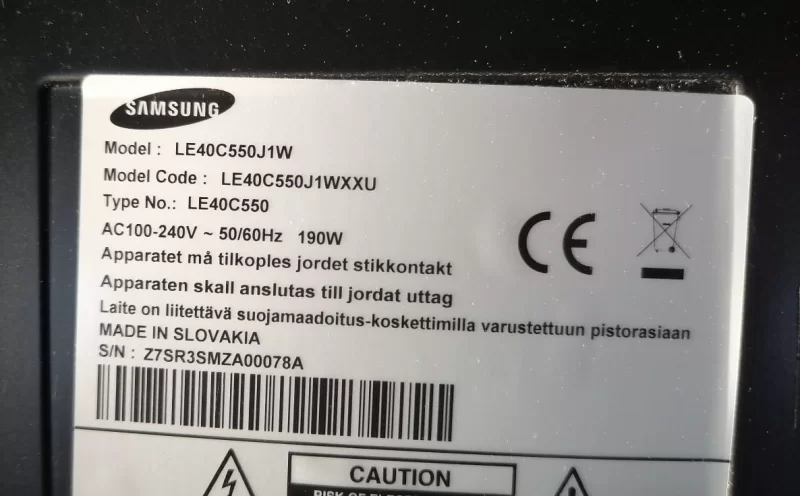 SAMSUNG
Model : LE40C550J1W
Model Code : LE40C550J1WXXU
Type No.: LE40C550
AC100-240V ~ 50/60Hz 190W
Apparatet må tilkoples jordet stikkontakt
Apparaten skall anslutas till jordat uttag
Laite on liitettävä suojamaadoitus-koskettimilla varustettuun pistorasiaan
MADE IN SLOVAKIA
S/N : Z7SR3SMZA00078A
CE
CAUTION